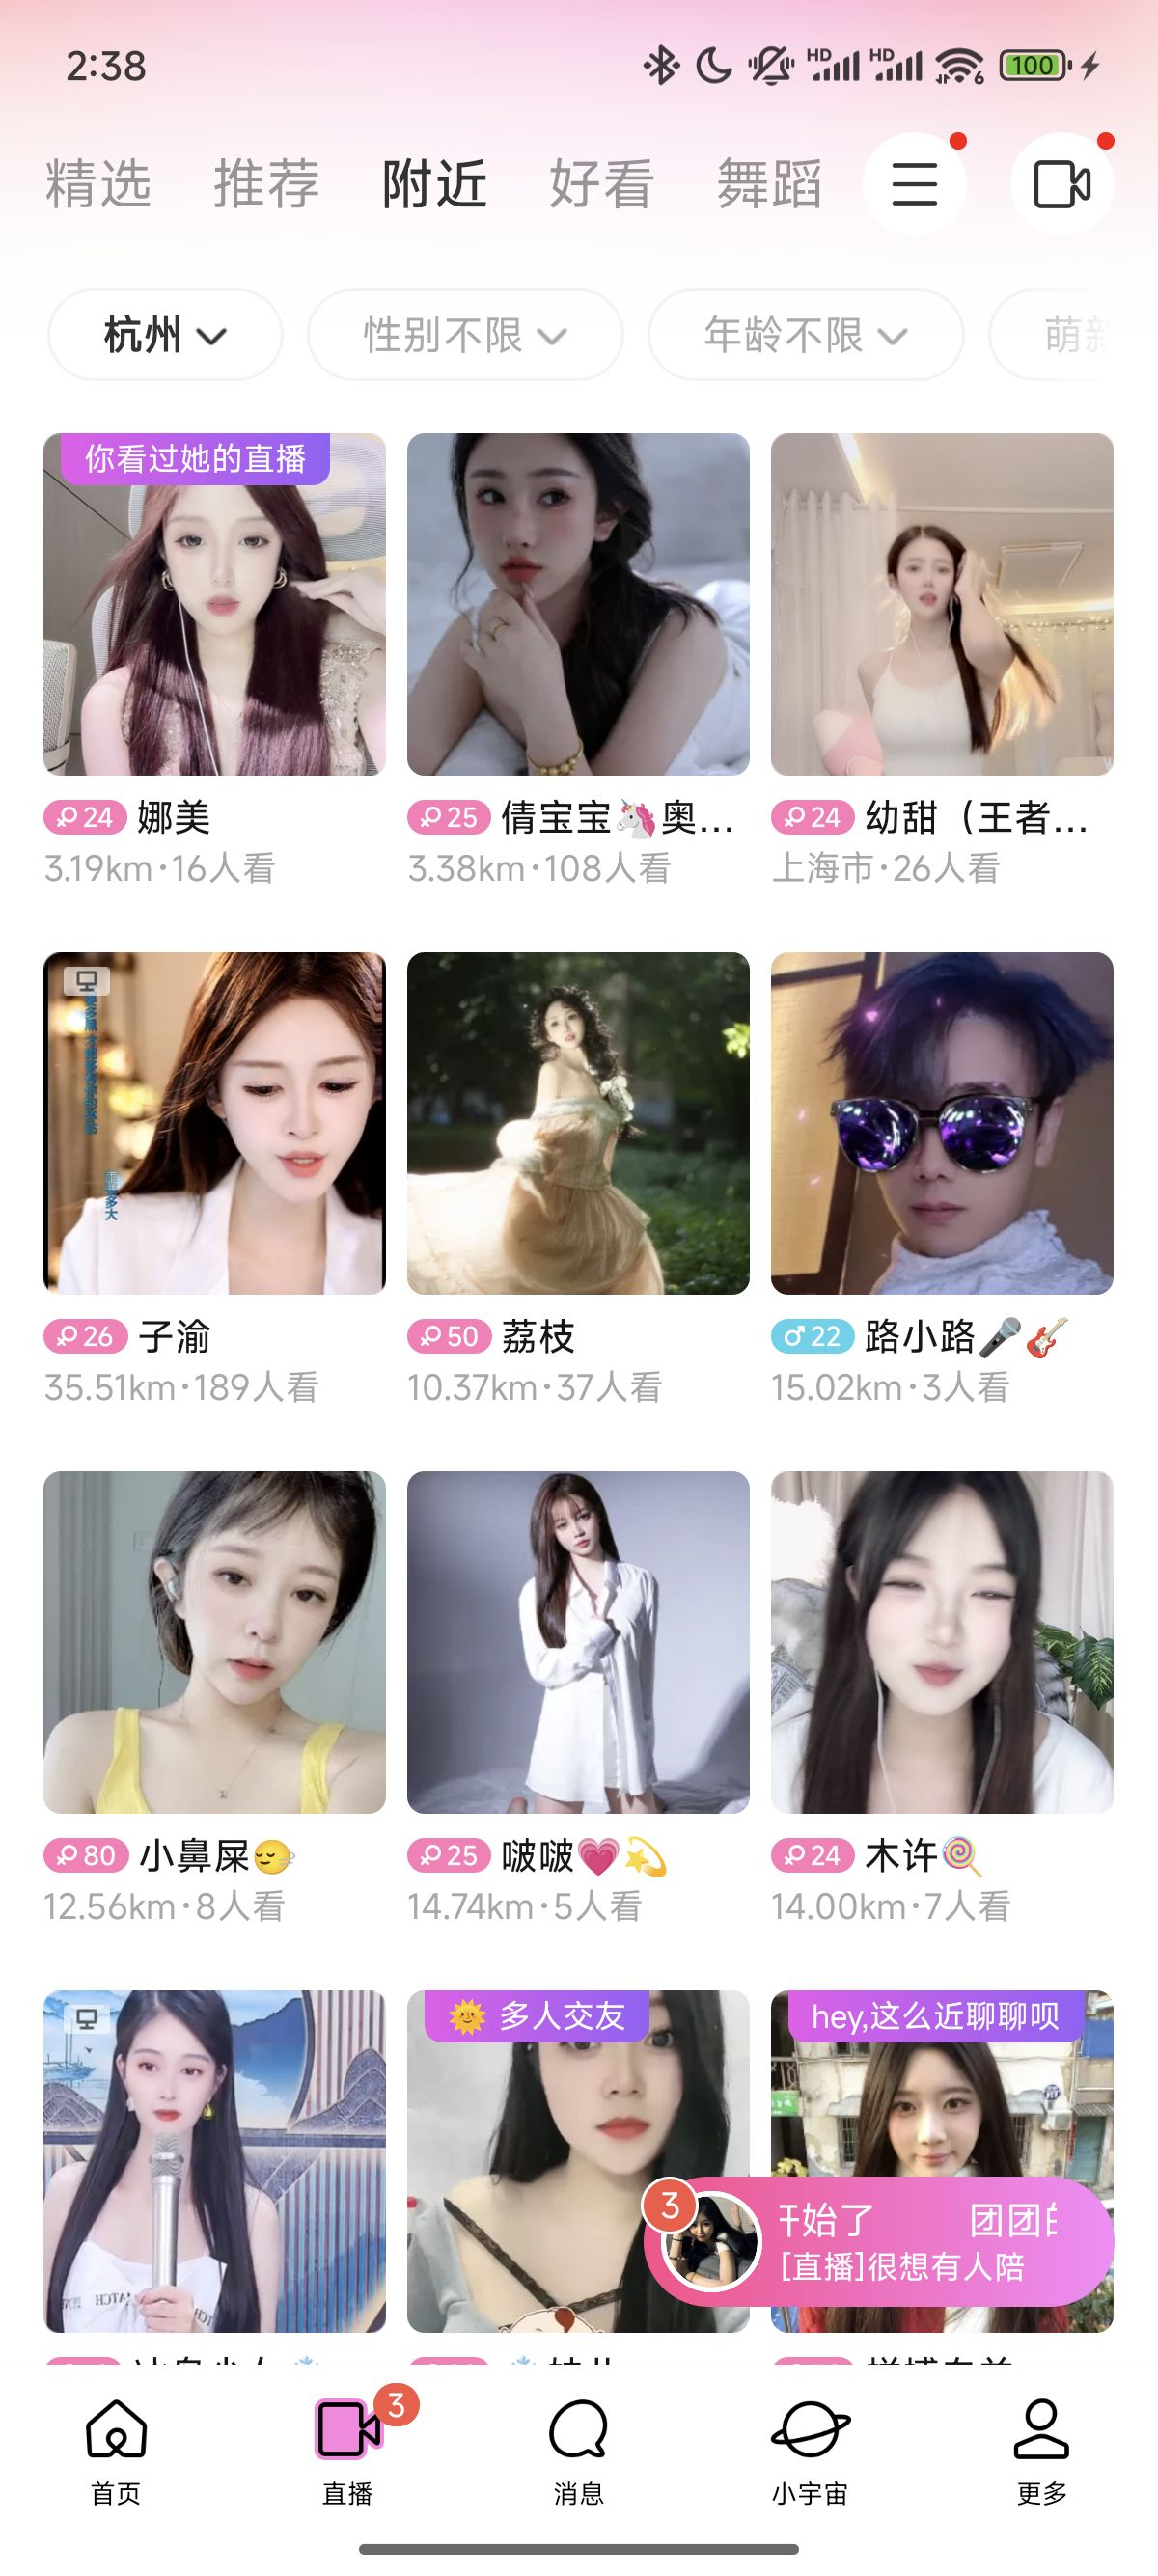 2:38
HD HD 6 100
精选 推荐 附近 好看 舞蹈
杭州 性别不限 年龄不限 萌新
你看过她的直播
24 娜美
3.19km·16人看
25 倩宝宝🦄奥...
3.38km·108人看
24 幼甜（王者...
上海市·26人看
26 子渝
35.51km·189人看
50 荔枝
10.37km·37人看
22 路小路🎤🎸
15.02km·3人看
80 小鼻屎
12.56km·8人看
25 啵啵💗💫
14.74km·5人看
24 木许🍭
14.00km·7人看
🌞 多人交友
hey,这么近聊聊呗
3
开始了 团团的
[直播]很想有人陪
3
首页 直播 消息 小宇宙 更多